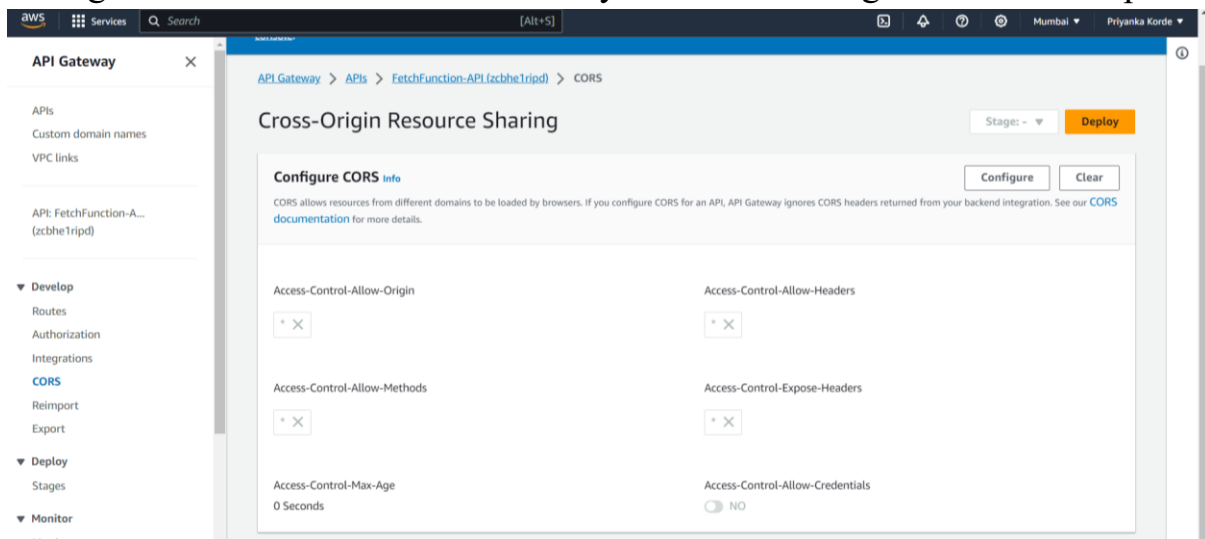 aws Services Search [Alt+S] Mumbai ▼ Priyanka Korde ▼
API Gateway ×
APIs
Custom domain names
VPC links
API: FetchFunction-A...
(zcbhe1ripd)
▼ Develop
Routes
Authorization
Integrations
CORS
Reimport
Export
▼ Deploy
Stages
▼ Monitor
API Gateway > APIs > FetchFunction-API (zcbhe1ripd) > CORS
Cross-Origin Resource Sharing
Stage: - ▼ Deploy
Configure CORS Info
Configure Clear
CORS allows resources from different domains to be loaded by browsers. If you configure CORS for an API, API Gateway ignores CORS headers returned from your backend integration. See our CORS
documentation for more details.
Access-Control-Allow-Origin
* ×
Access-Control-Allow-Headers
* ×
Access-Control-Allow-Methods
* ×
Access-Control-Expose-Headers
* ×
Access-Control-Max-Age
0 Seconds
Access-Control-Allow-Credentials
NO